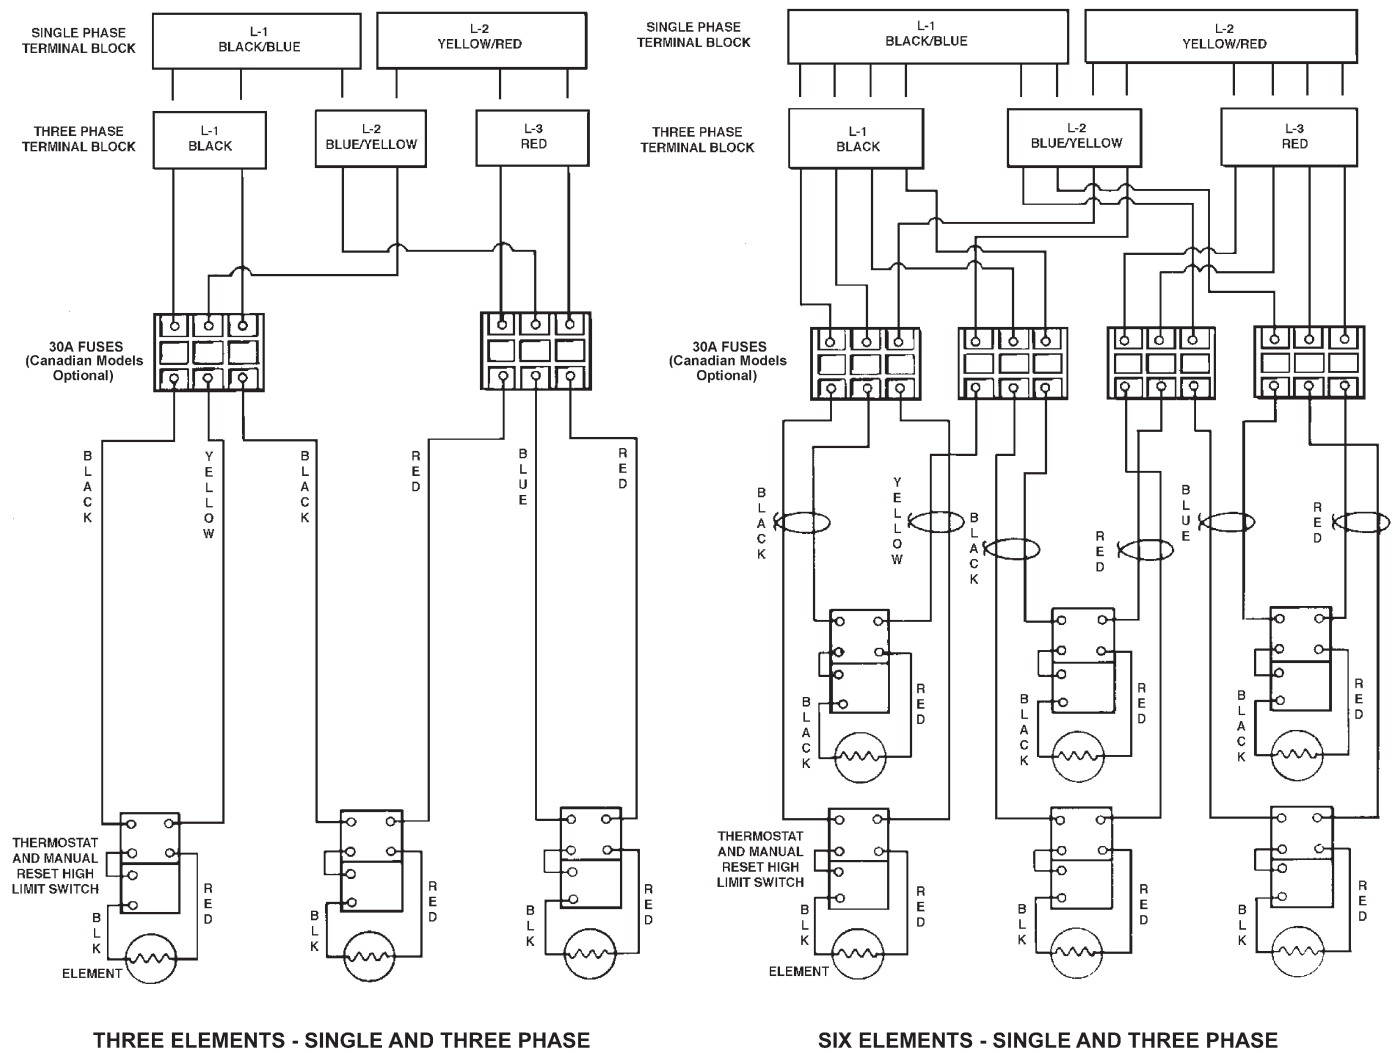 SINGLE PHASE
TERMINAL BLOCK
L-1
BLACK/BLUE
L-2
YELLOW/RED
THREE PHASE
TERMINAL BLOCK
L-1
BLACK
L-2
BLUE/YELLOW
L-3
RED
30A FUSES
(Canadian Models
Optional)
BLACK
YELLOW
BLACK
RED
BLUE
RED
THERMOSTAT
AND MANUAL
RESET HIGH
LIMIT SWITCH
BLK
RED
BLK
RED
BLK
RED
ELEMENT
THREE ELEMENTS - SINGLE AND THREE PHASE
SINGLE PHASE
TERMINAL BLOCK
L-1
BLACK/BLUE
L-2
YELLOW/RED
THREE PHASE
TERMINAL BLOCK
L-1
BLACK
L-2
BLUE/YELLOW
L-3
RED
30A FUSES
(Canadian Models
Optional)
BLACK
YELLOW
BLACK
RED
BLUE
RED
BLACK
RED
BLACK
RED
BLACK
RED
THERMOSTAT
AND MANUAL
RESET HIGH
LIMIT SWITCH
BLK
RED
BLK
RED
BLK
RED
ELEMENT
SIX ELEMENTS - SINGLE AND THREE PHASE